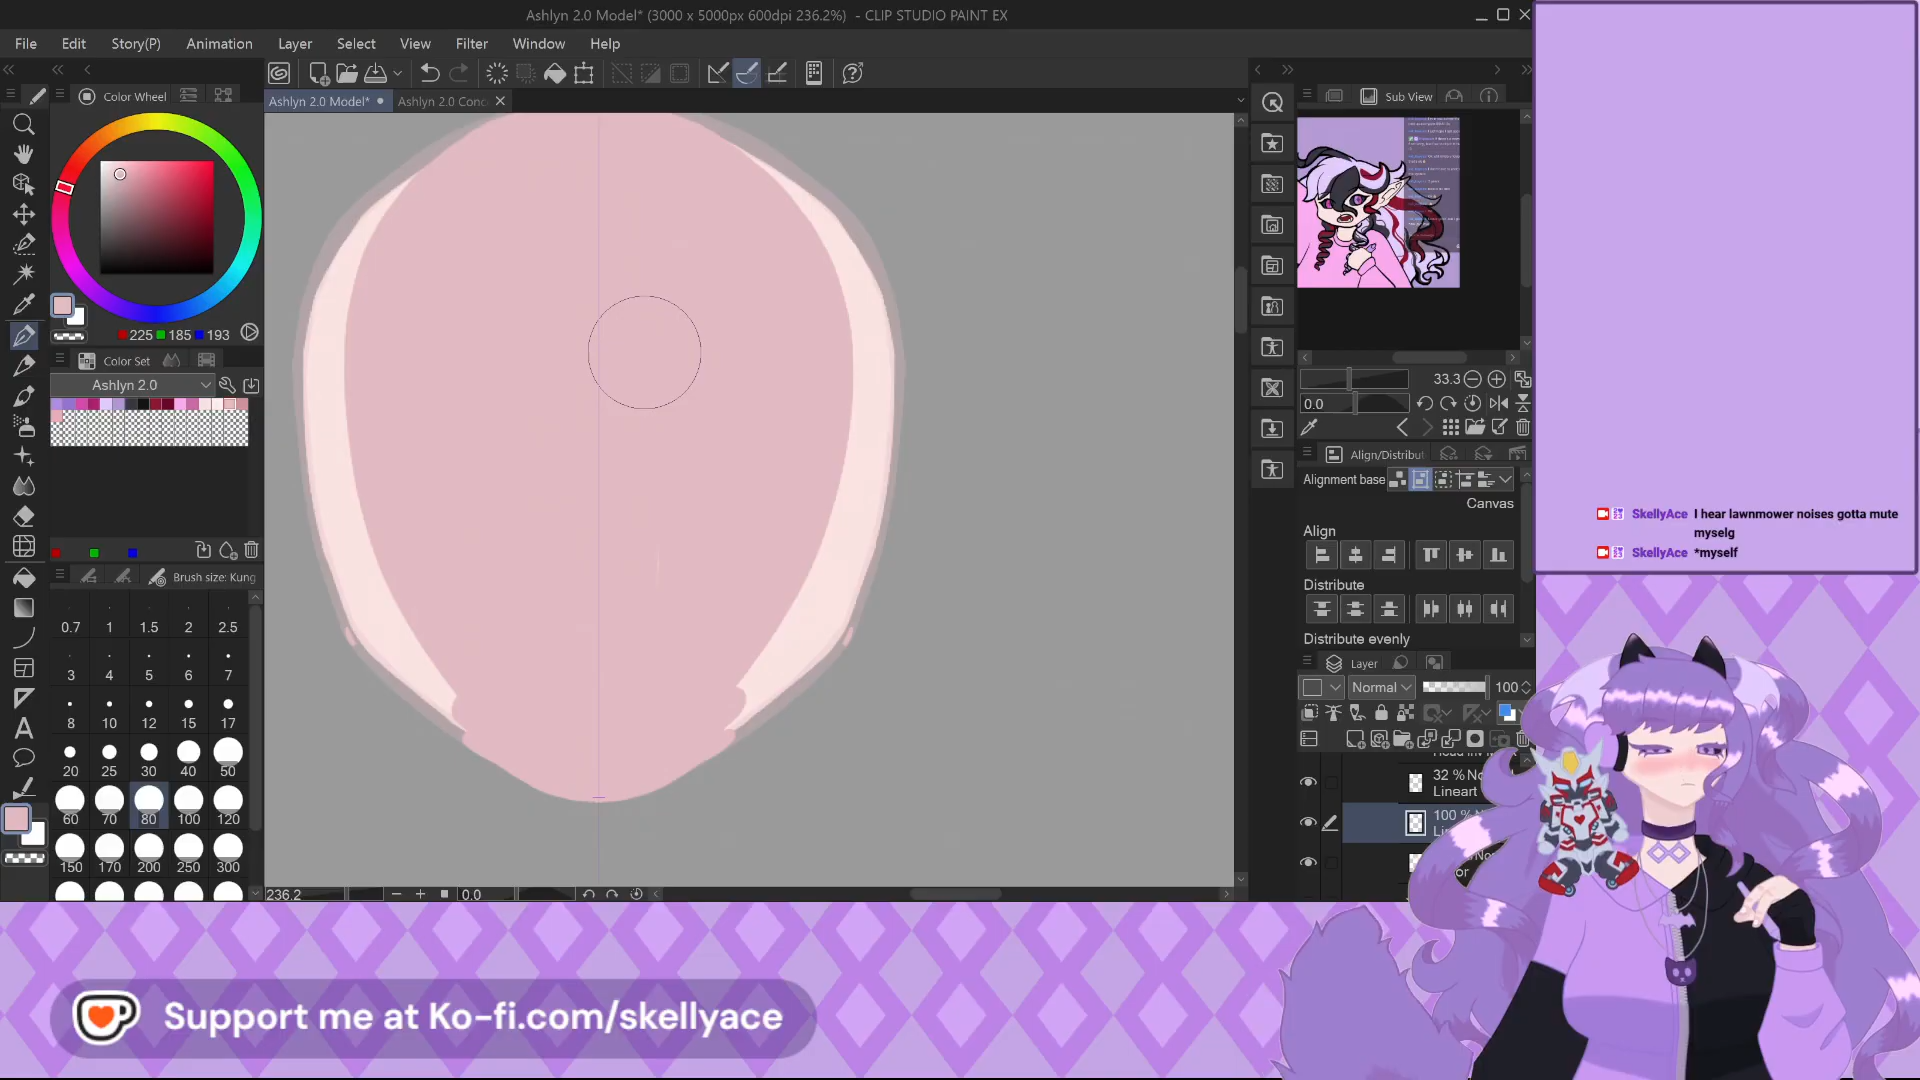 Ashlyn 2.0 Model* (3000 x 5000px 600dpi 236.2%) - CLIP STUDIO PAINT EX
File Edit Story(P) Animation Layer Select View Filter Window Help
Color Wheel
Ashlyn 2.0 Model*
Ashlyn 2.0 Conc
Sub View
225 185 193
Color Set
Ashlyn 2.0
33.3
0.0
Align/Distribut
Alignment base
Canvas
Align
Distribute
Distribute evenly
Brush size: Kung
0.7 1 1.5 2 2.5
3 4 5 6 7
8 10 12 15 17
20 25 30 40 50
60 70 80 100 120
150 170 200 250 300
Layer
Normal 100
32 % No
Lineart
100 % N
236.2
0.0
SkellyAce I hear lawnmower noises gotta mute
myselg
SkellyAce *myself
Support me at Ko-fi.com/skellyace